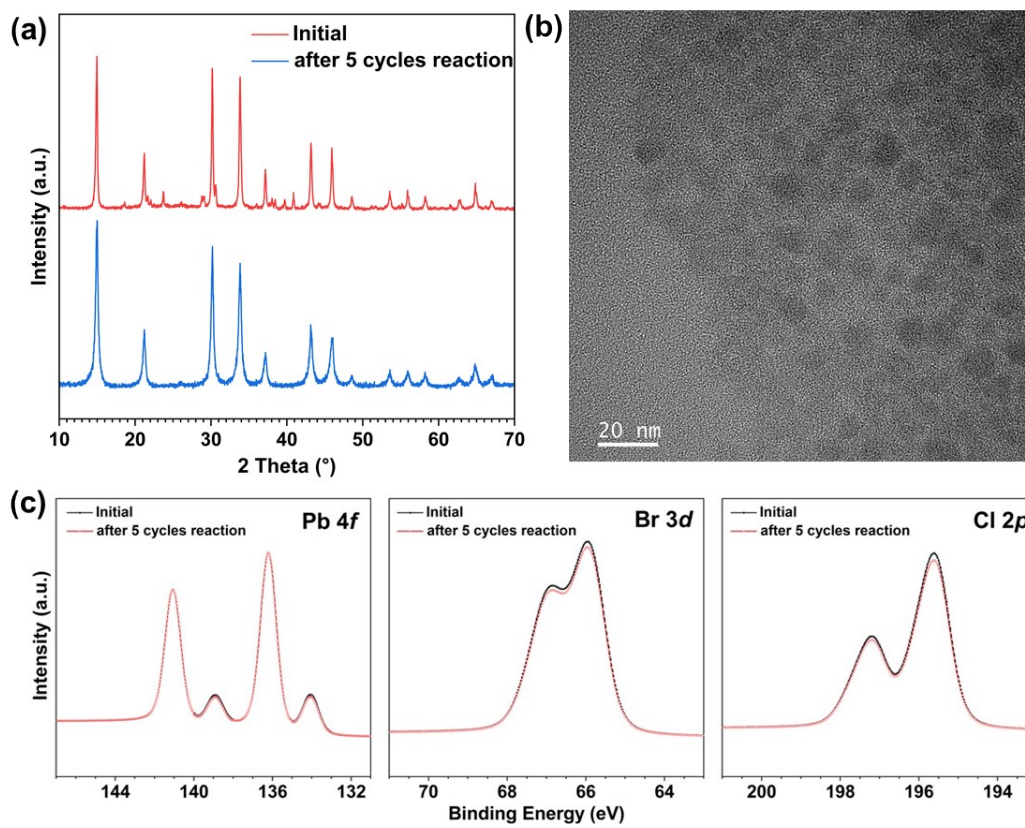 (a)
Initial
after 5 cycles reaction
Intensity (a.u.)
10 20 30 40 50 60 70
2 Theta (°)
(b)
20 nm
(c)
Initial
after 5 cycles reaction
Pb 4f
Intensity (a.u.)
144 140 136 132
Initial
after 5 cycles reaction
Br 3d
70 68 66 64
Initial
after 5 cycles reaction
Cl 2p
200 198 196 194
Binding Energy (eV)